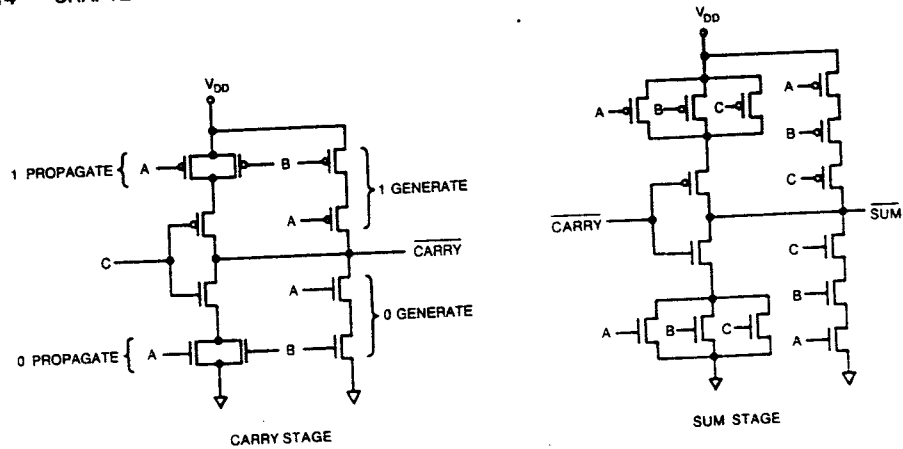 V_DD
1 PROPAGATE { A B } 1 GENERATE
A
C
CARRY
A } 0 GENERATE
0 PROPAGATE { A B
CARRY STAGE
V_DD
A
A B C
B
C
CARRY
SUM
C
B
A B C
A
SUM STAGE